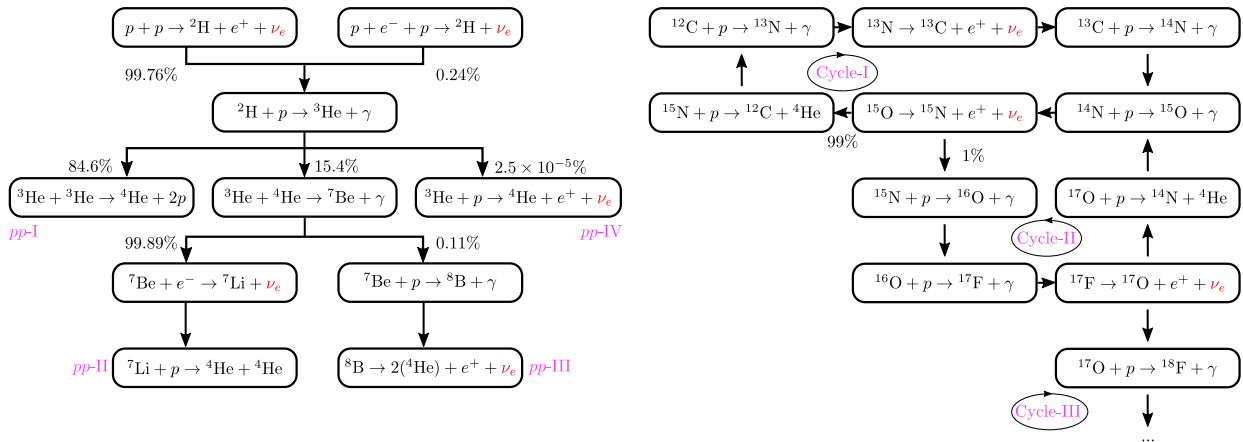 p + p → ²H + e⁺ + νₑ
p + e⁻ + p → ²H + νₑ
99.76%
0.24%
²H + p → ³He + γ
84.6%
15.4%
2.5 × 10⁻⁵%
³He + ³He → ⁴He + 2p
³He + ⁴He → ⁷Be + γ
³He + p → ⁴He + e⁺ + νₑ
pp-I
pp-IV
99.89%
0.11%
⁷Be + e⁻ → ⁷Li + νₑ
⁷Be + p → ⁸B + γ
pp-II
⁷Li + p → ⁴He + ⁴He
⁸B → 2(⁴He) + e⁺ + νₑ
pp-III
¹²C + p → ¹³N + γ
¹³N → ¹³C + e⁺ + νₑ
¹³C + p → ¹⁴N + γ
Cycle-I
¹⁵N + p → ¹²C + ⁴He
¹⁵O → ¹⁵N + e⁺ + νₑ
¹⁴N + p → ¹⁵O + γ
99%
1%
¹⁵N + p → ¹⁶O + γ
¹⁷O + p → ¹⁴N + ⁴He
Cycle-II
¹⁶O + p → ¹⁷F + γ
¹⁷F → ¹⁷O + e⁺ + νₑ
¹⁷O + p → ¹⁸F + γ
Cycle-III
...